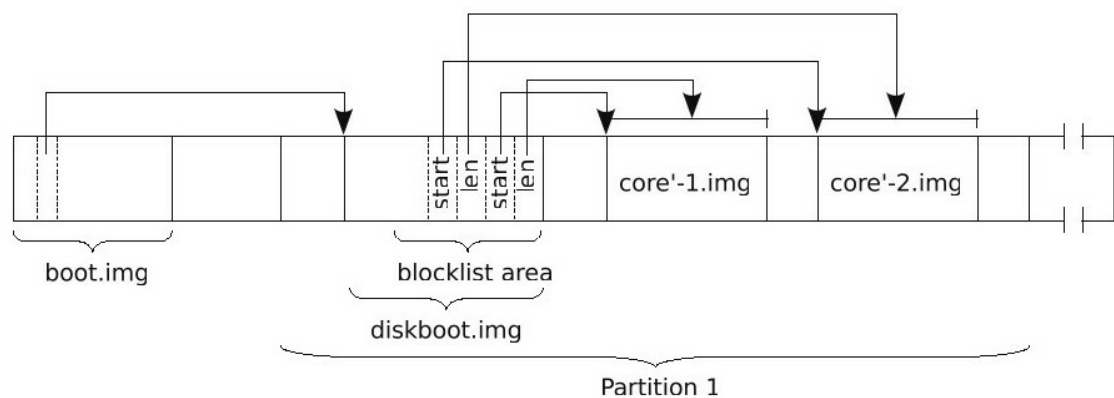 start
len
start
len
core'-1.img
core'-2.img
boot.img
blocklist area
diskboot.img
Partition 1